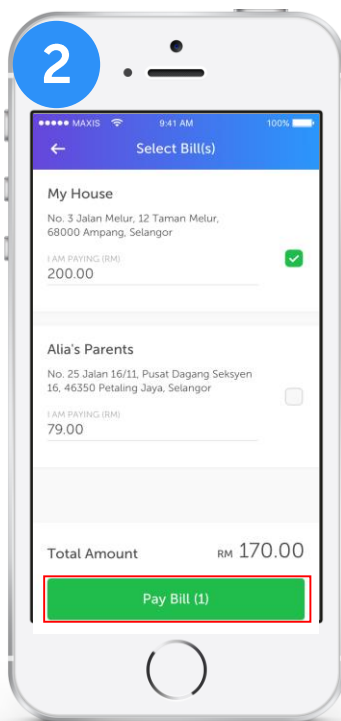 2
MAXIS 9:41 AM 100%
Select Bill(s)
My House
No. 3 Jalan Melur, 12 Taman Melur,
68000 Ampang, Selangor
I AM PAYING (RM)
200.00
Alia's Parents
No. 25 Jalan 16/11, Pusat Dagang Seksyen
16, 46350 Petaling Jaya, Selangor
I AM PAYING (RM)
79.00
Total Amount RM 170.00
Pay Bill (1)